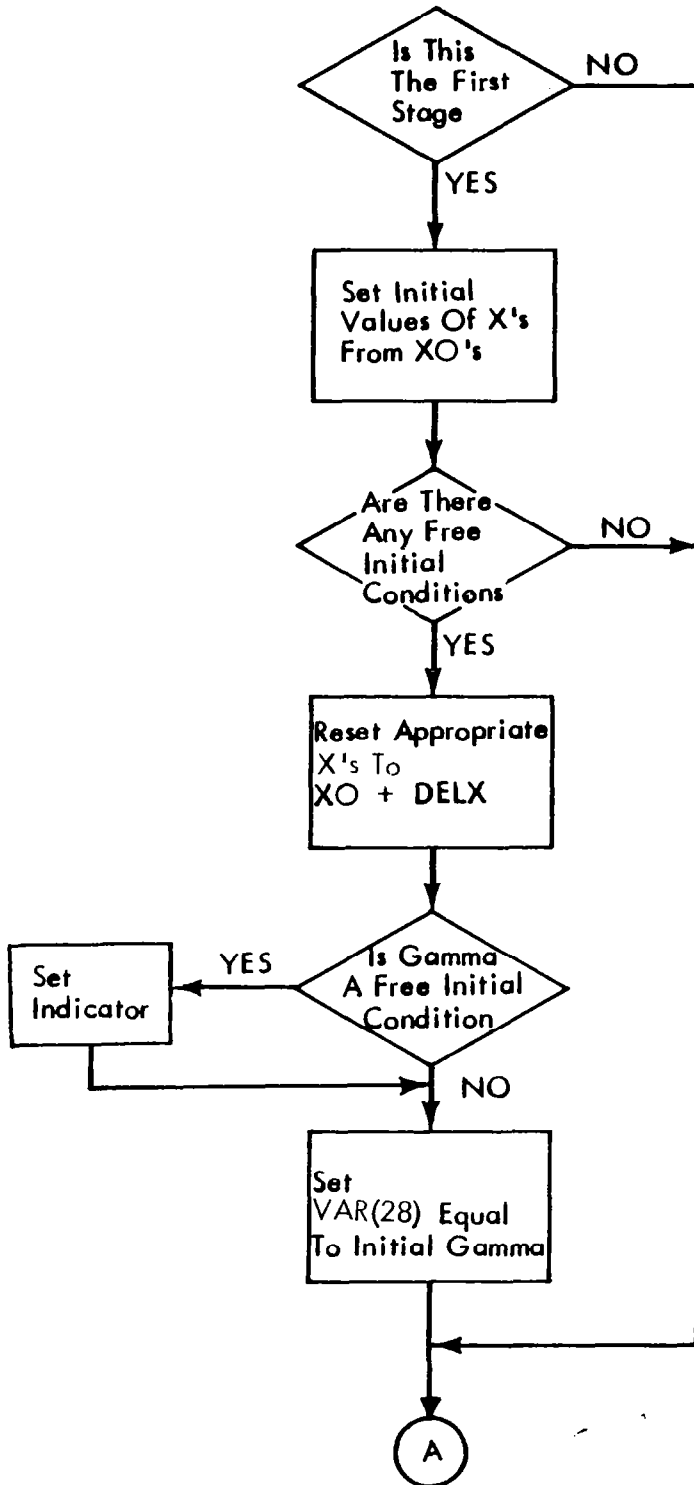 Is This
The First
Stage
NO
YES
Set Initial
Values Of X's
From XO's
Are There
Any Free
Initial
Conditions
NO
YES
Reset Appropriate
X's To
XO + DELX
Is Gamma
A Free Initial
Condition
YES
Set
Indicator
NO
Set
VAR(28) Equal
To Initial Gamma
A